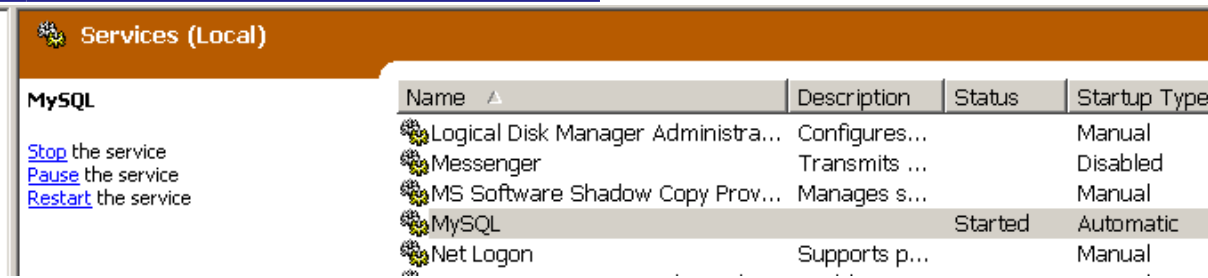 Services (Local)
MySQL
Stop the service
Pause the service
Restart the service
Name Description Status Startup Type
Logical Disk Manager Administra... Configures... Manual
Messenger Transmits ... Disabled
MS Software Shadow Copy Prov... Manages s... Manual
MySQL Started Automatic
Net Logon Supports p... Manual